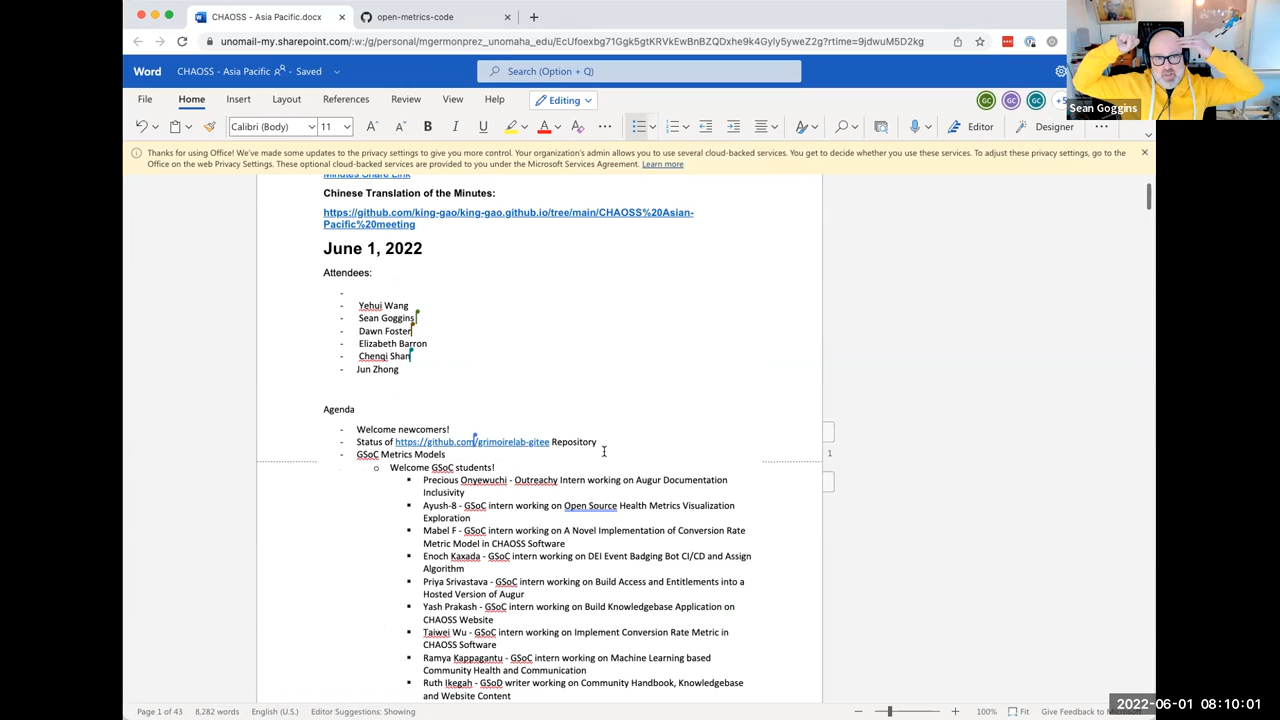 CHAOSS - Asia Pacific.docx
open-metrics-code
unomail-my.sharepoint.com/:w:/g/personal/mgermonprez_unomaha_edu/EcUfoexbg71Ggk5gtKRVkEwBnBZQDxhe9k4Gyly5yweZ2g?rtime=9jdwuM5D2kg
Word CHAOSS - Asia Pacific - Saved
Search (Option + Q)
Sean Goggins
File Home Insert Layout References Review View Help Editing
GC GC GC
Calibri (Body) 11 A A B I U A Editor Designer
Thanks for using Office! We've made some updates to the privacy settings to give you more control. Your organization's admin allows you to use several cloud-backed services. You get to decide whether you use these services. To adjust these privacy settings, go to the
Office on the web Privacy Settings. These optional cloud-backed services are provided to you under the Microsoft Services Agreement. Learn more
Minutes Share Link
Chinese Translation of the Minutes:
https://github.com/king-gao/king-gao.github.io/tree/main/CHAOSS%20Asian-
Pacific%20meeting
June 1, 2022
Attendees:
-
- Yehui Wang
- Sean Goggins
- Dawn Foster
- Elizabeth Barron
- Chenqi Shan
- Jun Zhong
Agenda
- Welcome newcomers!
- Status of https://github.com/grimoirelab-gitee Repository
- GSoC Metrics Models
1
o Welcome GSoC students!
▪ Precious Onyewuchi - Outreachy Intern working on Augur Documentation
Inclusivity
▪ Ayush-8 - GSoC intern working on Open Source Health Metrics Visualization
Exploration
▪ Mabel F - GSoC intern working on A Novel Implementation of Conversion Rate
Metric Model in CHAOSS Software
▪ Enoch Kaxada - GSoC intern working on DEI Event Badging Bot CI/CD and Assign
Algorithm
▪ Priya Srivastava - GSoC intern working on Build Access and Entitlements into a
Hosted Version of Augur
▪ Yash Prakash - GSoC intern working on Build Knowledgebase Application on
CHAOSS Website
▪ Taiwei Wu - GSoC intern working on Implement Conversion Rate Metric in
CHAOSS Software
▪ Ramya Kappagantu - GSoC intern working on Machine Learning based
Community Health and Communication
▪ Ruth Ikegah - GSoD writer working on Community Handbook, Knowledgebase
and Website Content
Page 1 of 43 8,282 words English (U.S.) Editor Suggestions: Showing 100% Fit Give Feedback to
2022-06-01 08:10:01